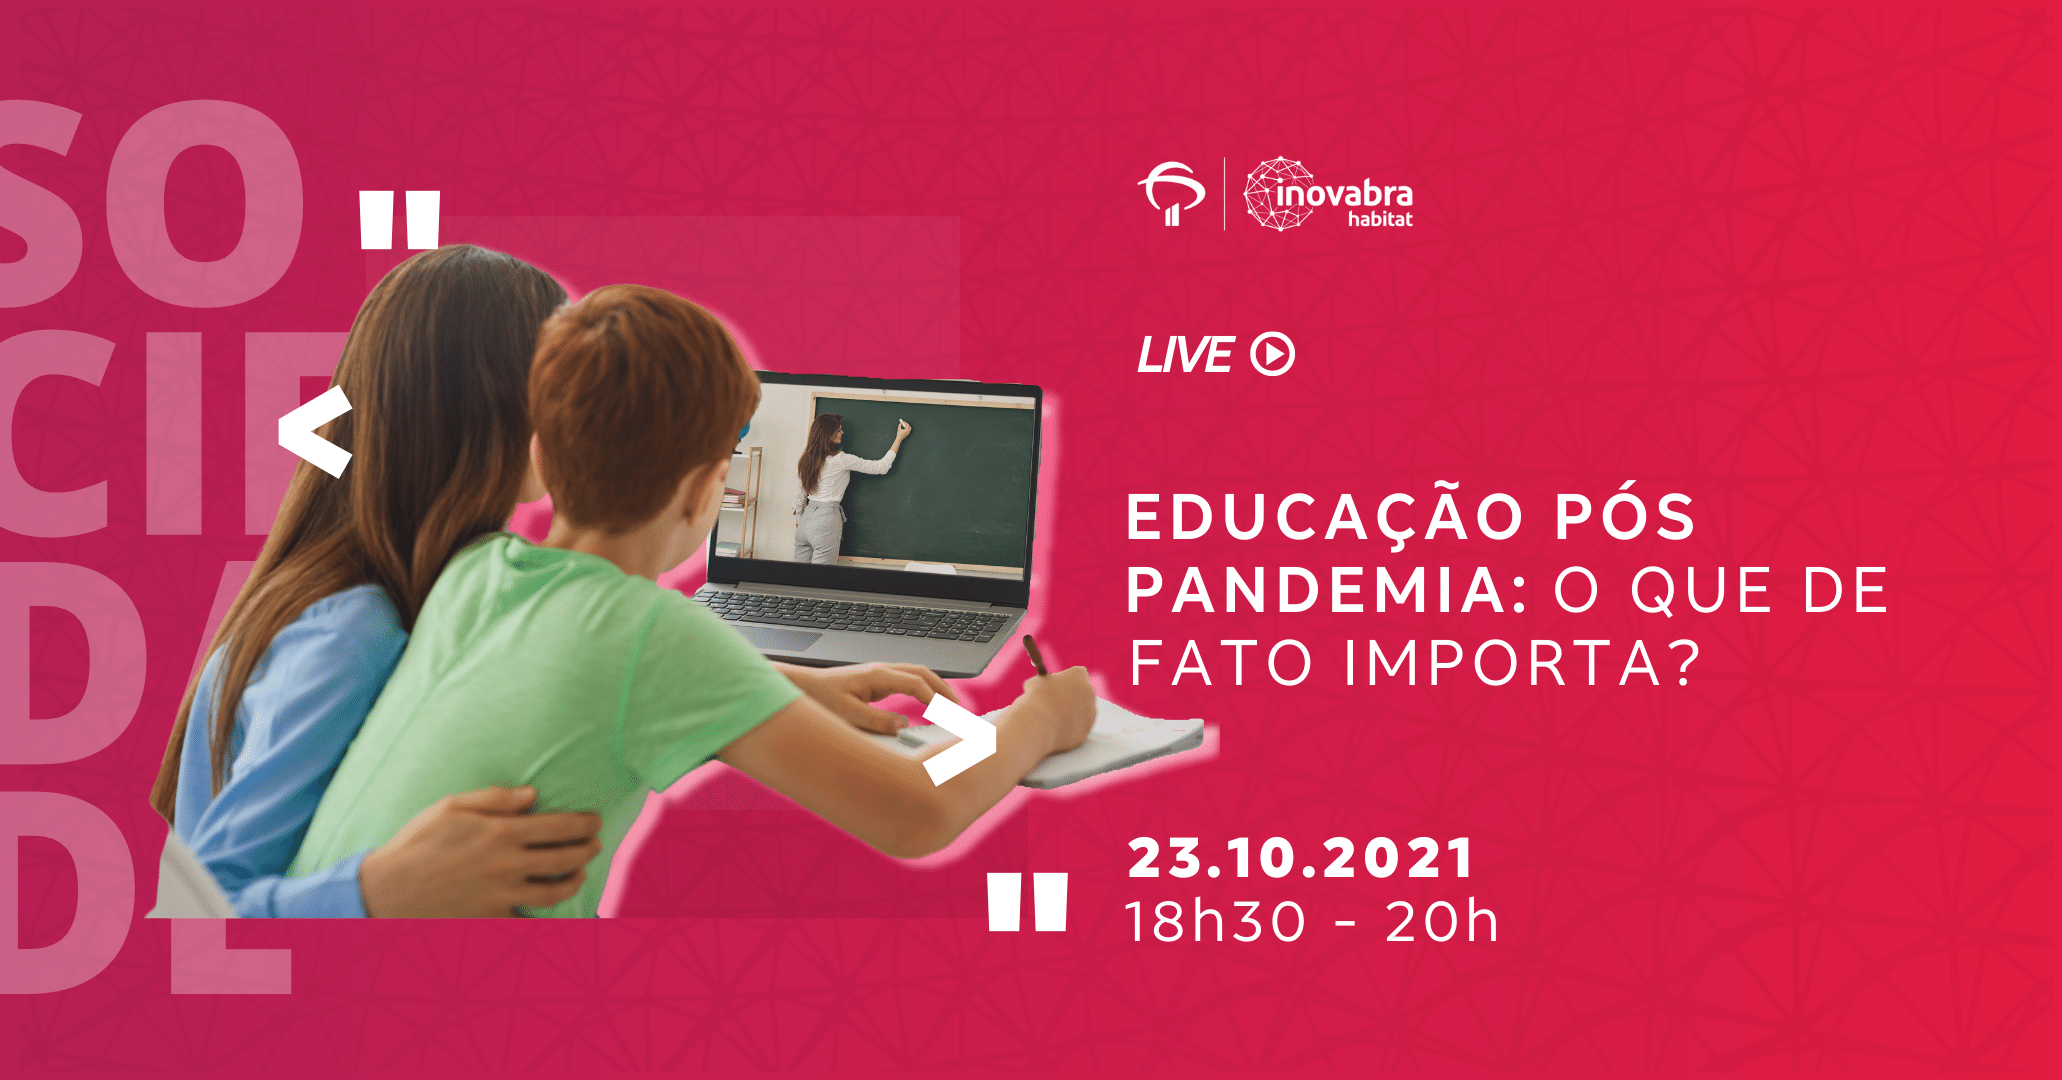 SO
CIE
DA
DE
"
<
>
"
inovabra
habitat
LIVE
EDUCAÇÃO PÓS
PANDEMIA: O QUE DE
FATO IMPORTA?
23.10.2021
18h30 - 20h